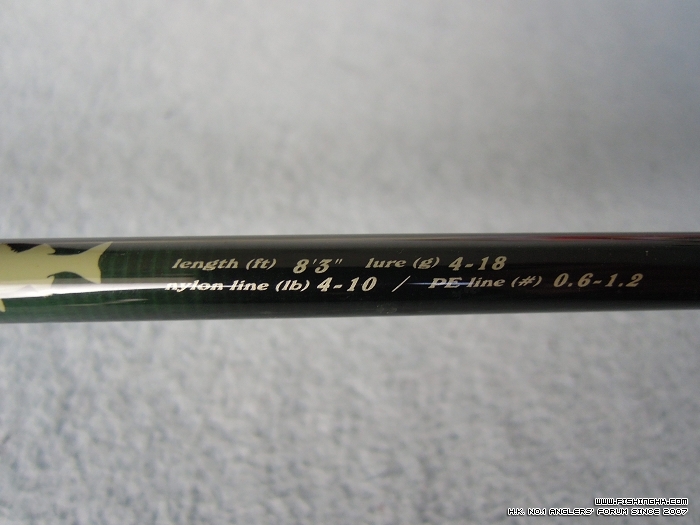 length (ft) 8'3" lure (g) 4-18
nylon line (lb) 4-10 / PE line (#) 0.6-1.2
www.FISHINGHK.COM
H.K. NO.1 ANGLERS' FORUM SINCE 2007